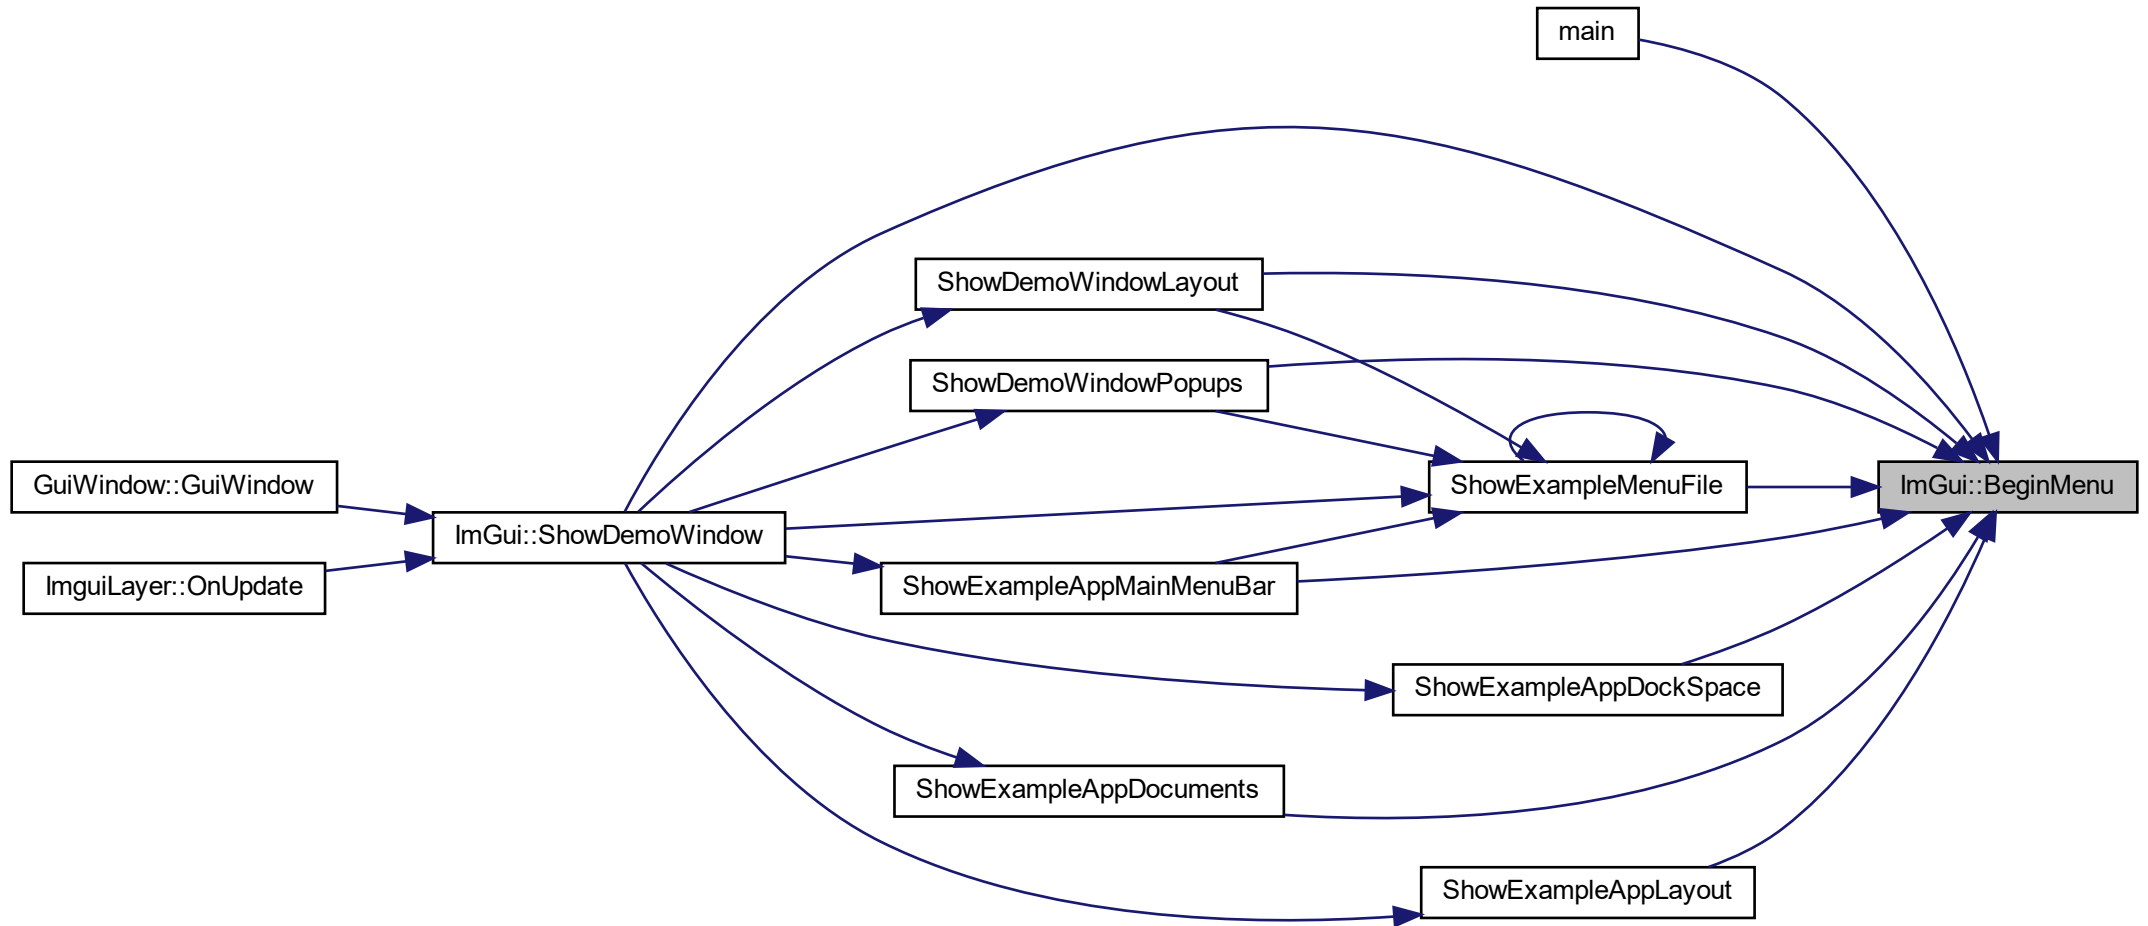 main
ShowDemoWindowLayout
ShowDemoWindowPopups
GuiWindow::GuiWindow
ShowExampleMenuFile
ImGui::BeginMenu
ImGui::ShowDemoWindow
ImguiLayer::OnUpdate
ShowExampleAppMainMenuBar
ShowExampleAppDockSpace
ShowExampleAppDocuments
ShowExampleAppLayout